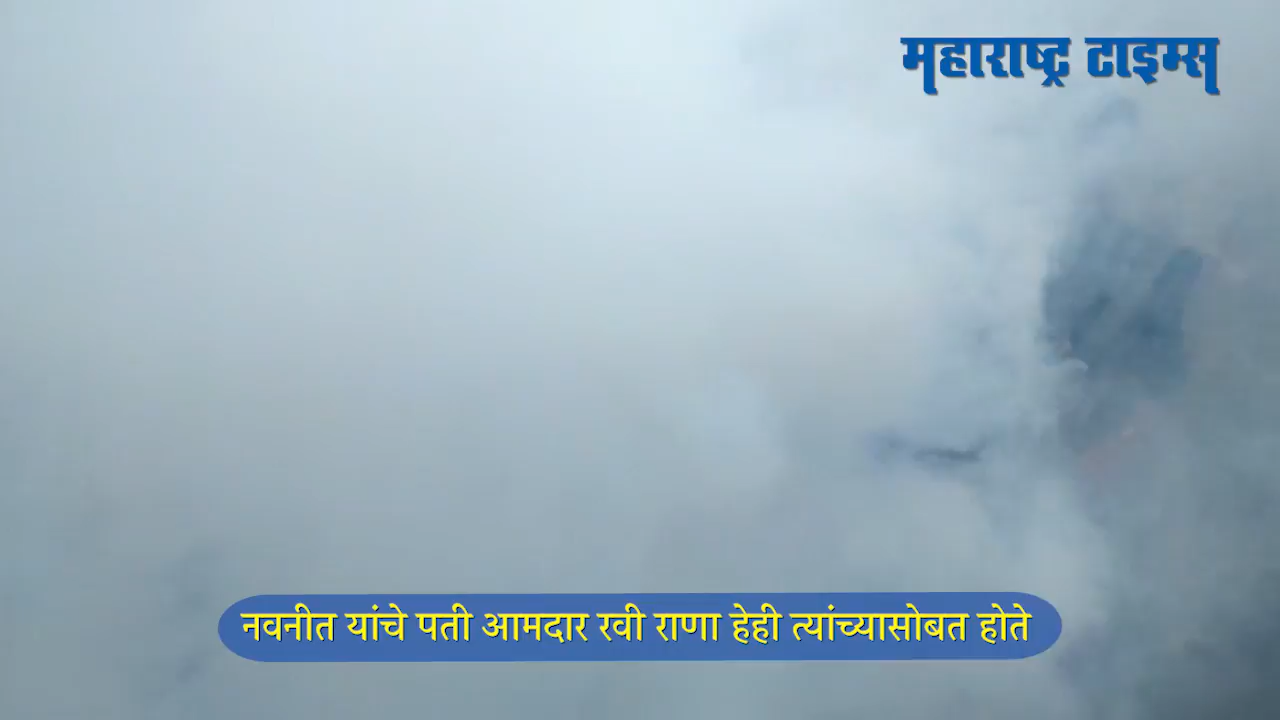 महाराष्ट्र टाइम्स
नवनीत यांचे पती आमदार रवी राणा हेही त्यांच्यासोबत होते